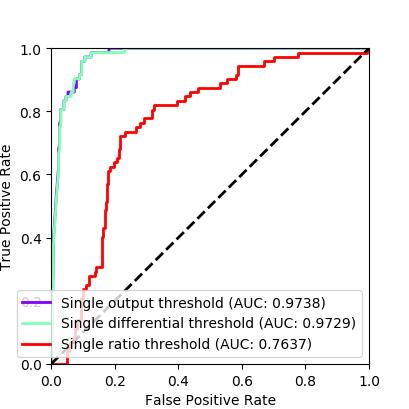 1.0
0.8
0.6
0.4
0.2
0.0
True Positive Rate
Single output threshold (AUC: 0.9738)
Single differential threshold (AUC: 0.9729)
Single ratio threshold (AUC: 0.7637)
0.0 0.2 0.4 0.6 0.8 1.0
False Positive Rate